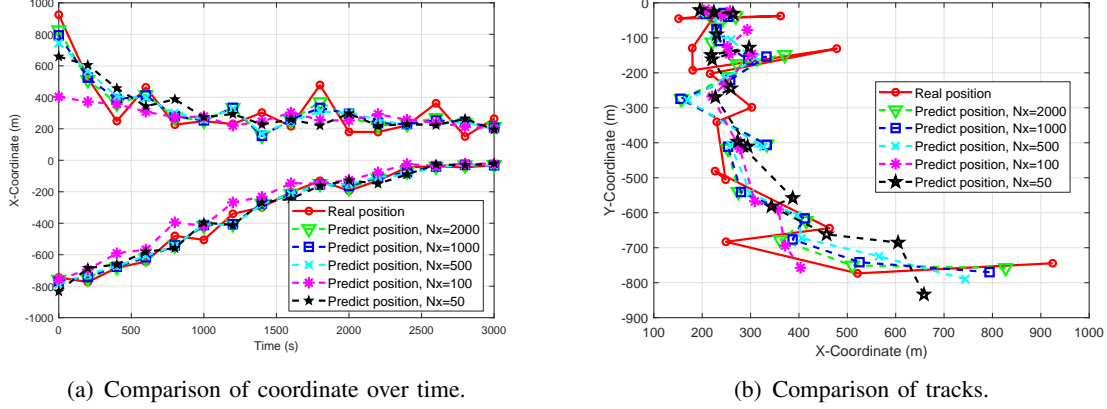 1000
800
600
400
200
0
-200
-400
-600
-800
-1000
X-Coordinate (m)
0 500 1000 1500 2000 2500 3000
Time (s)
Real position
Predict position, Nx=2000
Predict position, Nx=1000
Predict position, Nx=500
Predict position, Nx=100
Predict position, Nx=50
(a) Comparison of coordinate over time.
0
-100
-200
-300
-400
-500
-600
-700
-800
-900
Y-Coordinate (m)
100 200 300 400 500 600 700 800 900 1000
X-Coordinate (m)
Real position
Predict position, Nx=2000
Predict position, Nx=1000
Predict position, Nx=500
Predict position, Nx=100
Predict position, Nx=50
(b) Comparison of tracks.